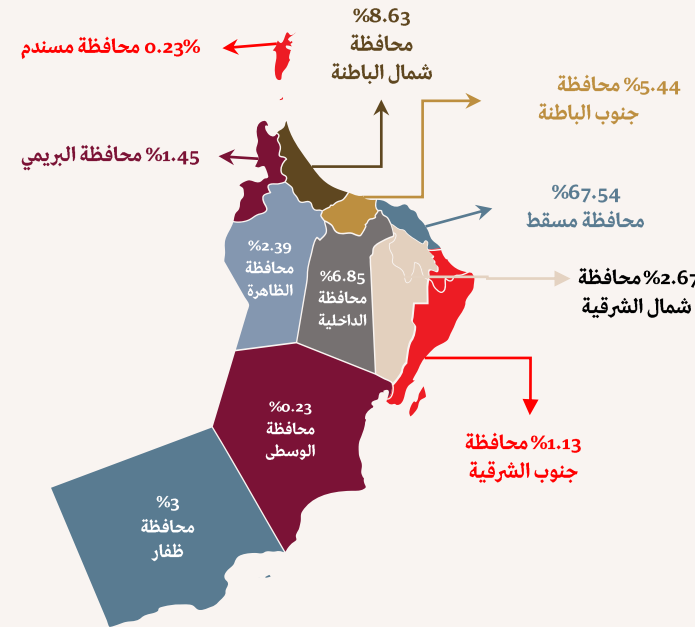 %8.63
محافظة
شمال الباطنة
0.23% محافظة مسندم
%5.44 محافظة
جنوب الباطنة
%1.45 محافظة البريمي
%67.54
محافظة مسقط
%2.39
محافظة
الظاهرة
%6.85
محافظة
الداخلية
%2.67 محافظة
شمال الشرقية
%0.23
محافظة
الوسطى
%1.13 محافظة
جنوب الشرقية
%3
محافظة
ظفار